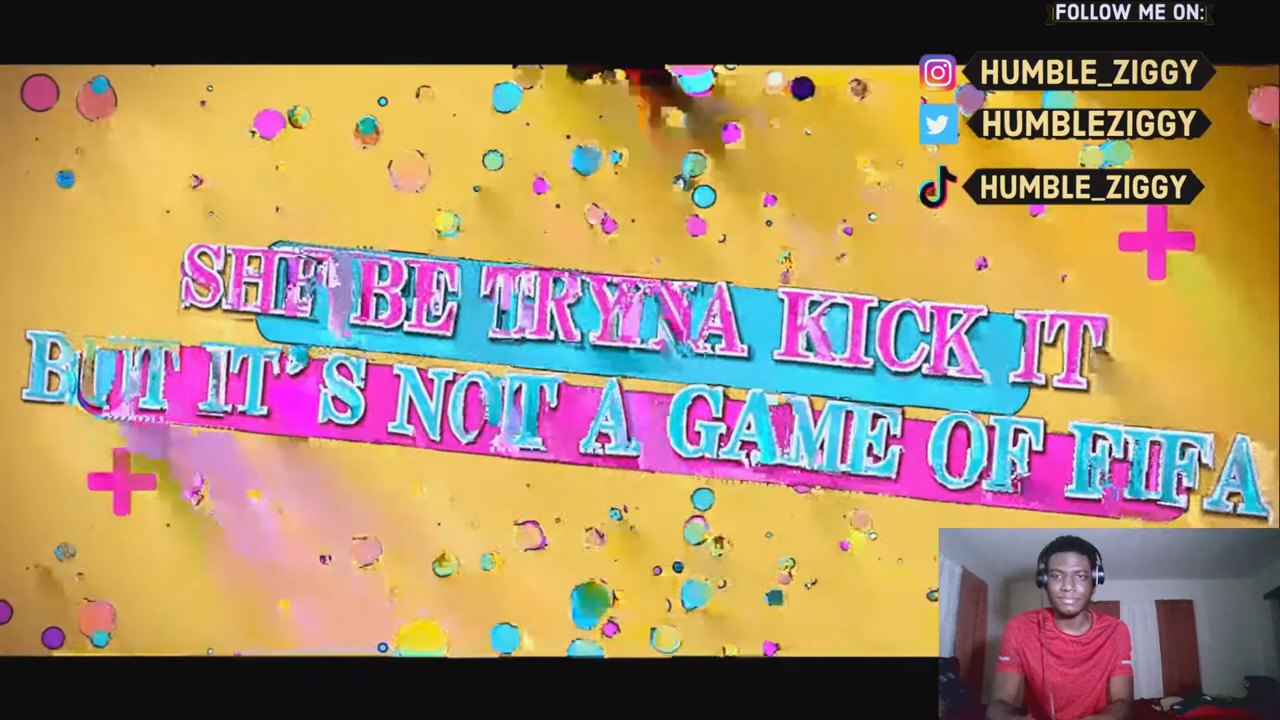 FOLLOW ME ON:
HUMBLE_ZIGGY
HUMBLEZIGGY
HUMBLE_ZIGGY
SHE BE TRYNA KICK IT
BUT IT'S NOT A GAME OF FIFA